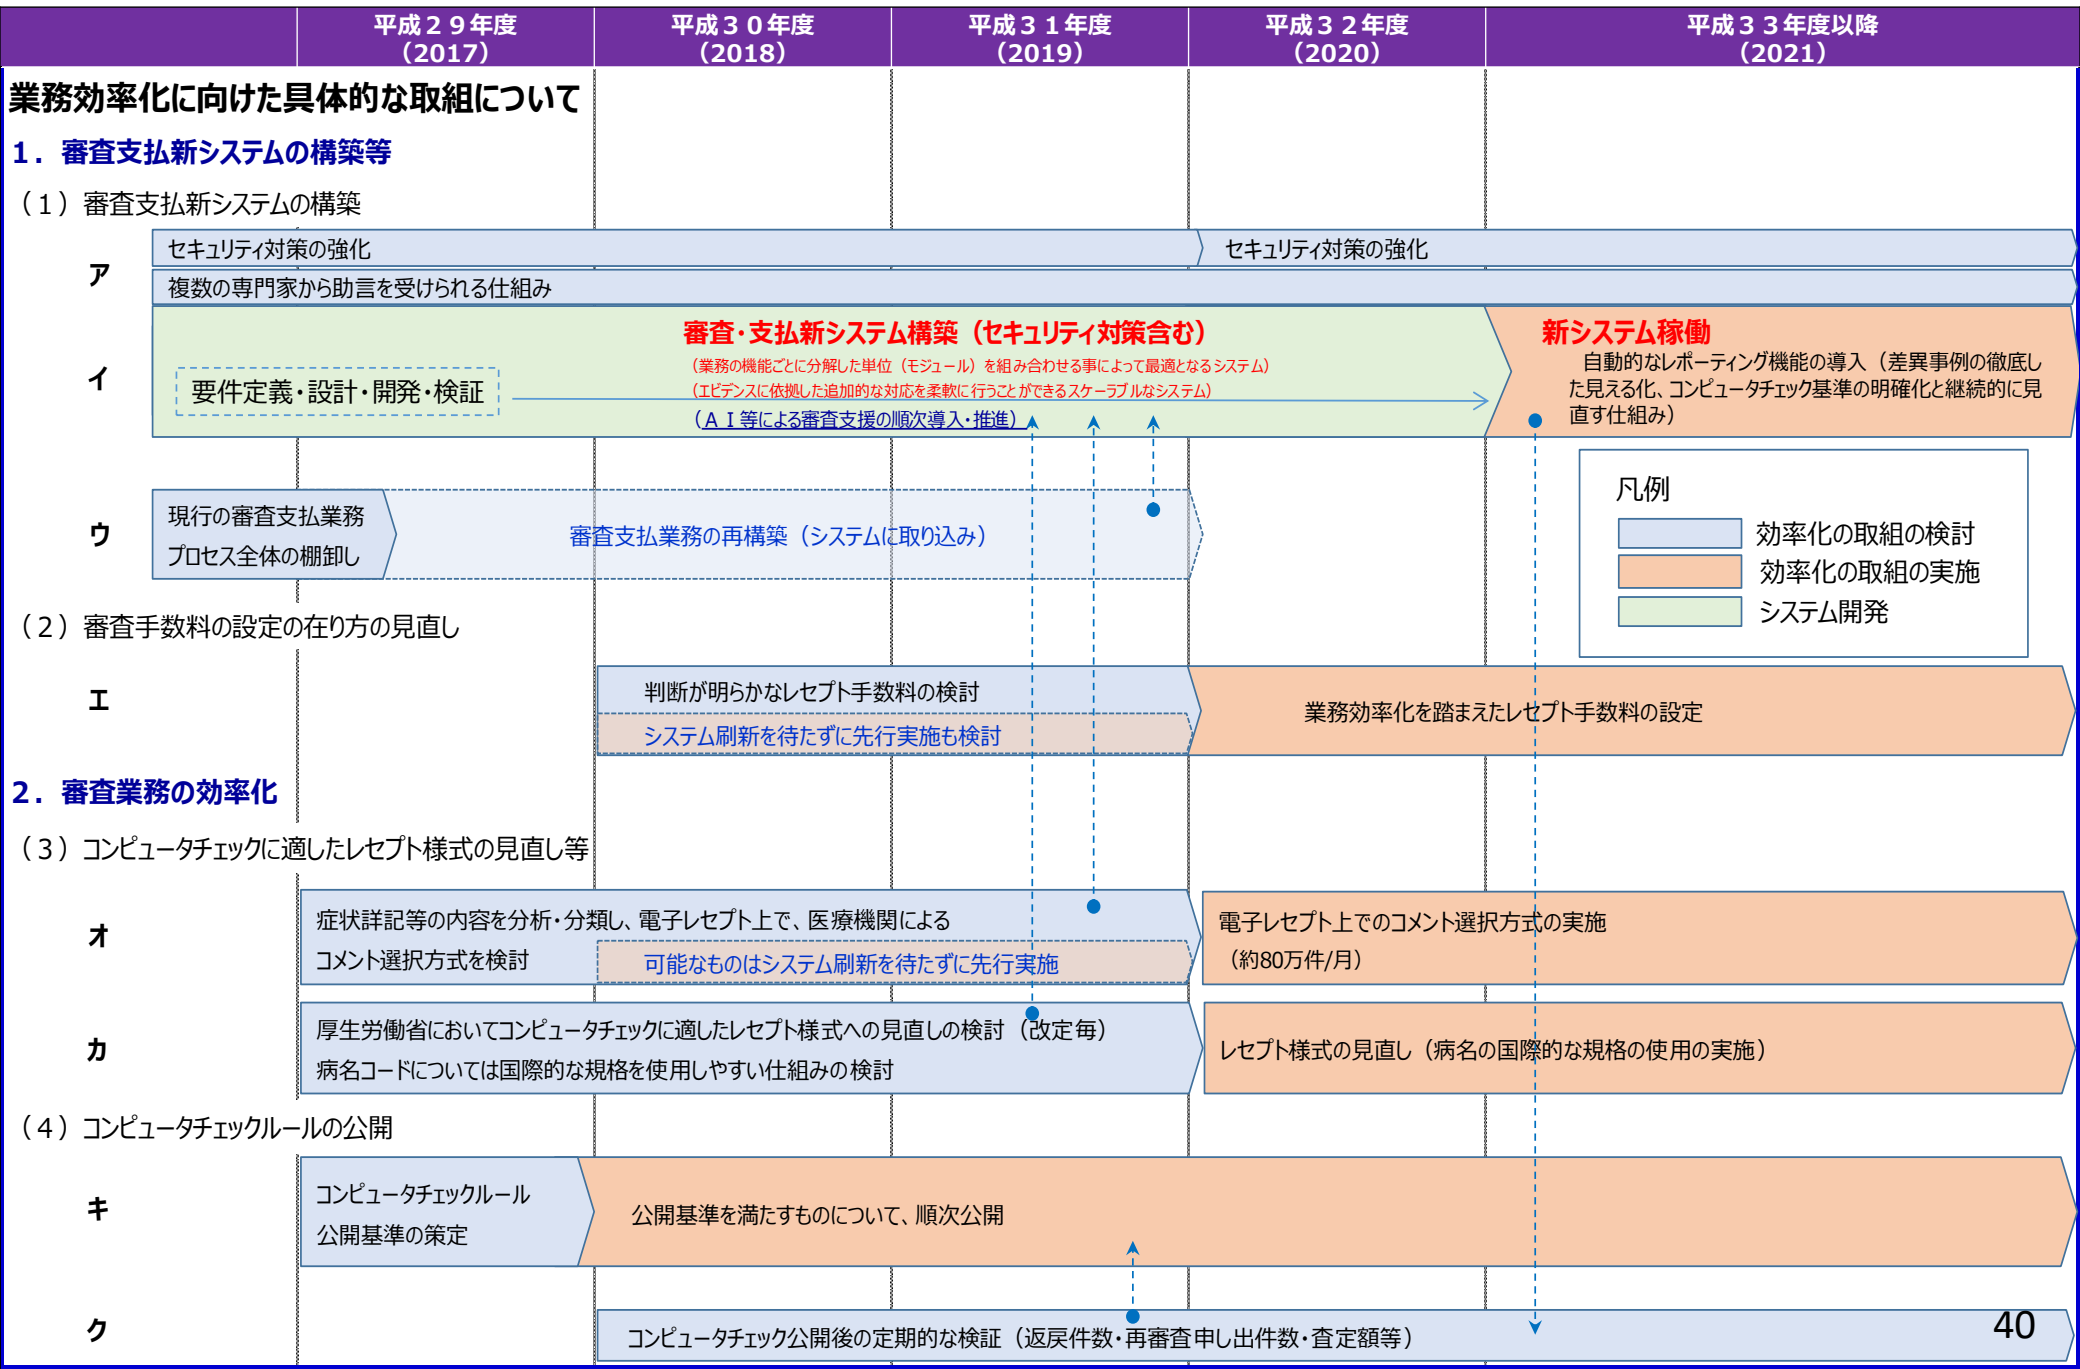 平成２９年度
（2017）
平成３０年度
（2018）
平成３１年度
（2019）
平成３２年度
（2020）
平成３３年度以降
（2021）
業務効率化に向けた具体的な取組について
１．審査支払新システムの構築等
（１）審査支払新システムの構築
ア
セキュリティ対策の強化
セキュリティ対策の強化
複数の専門家から助言を受けられる仕組み
イ
審査・支払新システム構築（セキュリティ対策含む）
（業務の機能ごとに分解した単位（モジュール）を組み合わせる事によって最適となるシステム）
（エビデンスに依拠した追加的な対応を柔軟に行うことができるスケーラブルなシステム）
（ＡＩ等による審査支援の順次導入・推進）
要件定義・設計・開発・検証
新システム稼働
自動的なレポーティング機能の導入（差異事例の徹底し
た見える化、コンピュータチェック基準の明確化と継続的に見
直す仕組み）
ウ
現行の審査支払業務
プロセス全体の棚卸し
審査支払業務の再構築（システムに取り込み）
凡例
効率化の取組の検討
効率化の取組の実施
システム開発
（２）審査手数料の設定の在り方の見直し
エ
判断が明らかなレセプト手数料の検討
システム刷新を待たずに先行実施も検討
業務効率化を踏まえたレセプト手数料の設定
２．審査業務の効率化
（３）コンピュータチェックに適したレセプト様式の見直し等
オ
症状詳記等の内容を分析・分類し、電子レセプト上で、医療機関による
コメント選択方式を検討
可能なものはシステム刷新を待たずに先行実施
電子レセプト上でのコメント選択方式の実施
（約80万件/月）
カ
厚生労働省においてコンピュータチェックに適したレセプト様式への見直しの検討（改定毎）
病名コードについては国際的な規格を使用しやすい仕組みの検討
レセプト様式の見直し（病名の国際的な規格の使用の実施）
（４）コンピュータチェックルールの公開
キ
コンピュータチェックルール
公開基準の策定
公開基準を満たすものについて、順次公開
ク
コンピュータチェック公開後の定期的な検証（返戻件数・再審査申し出件数・査定額等）
40